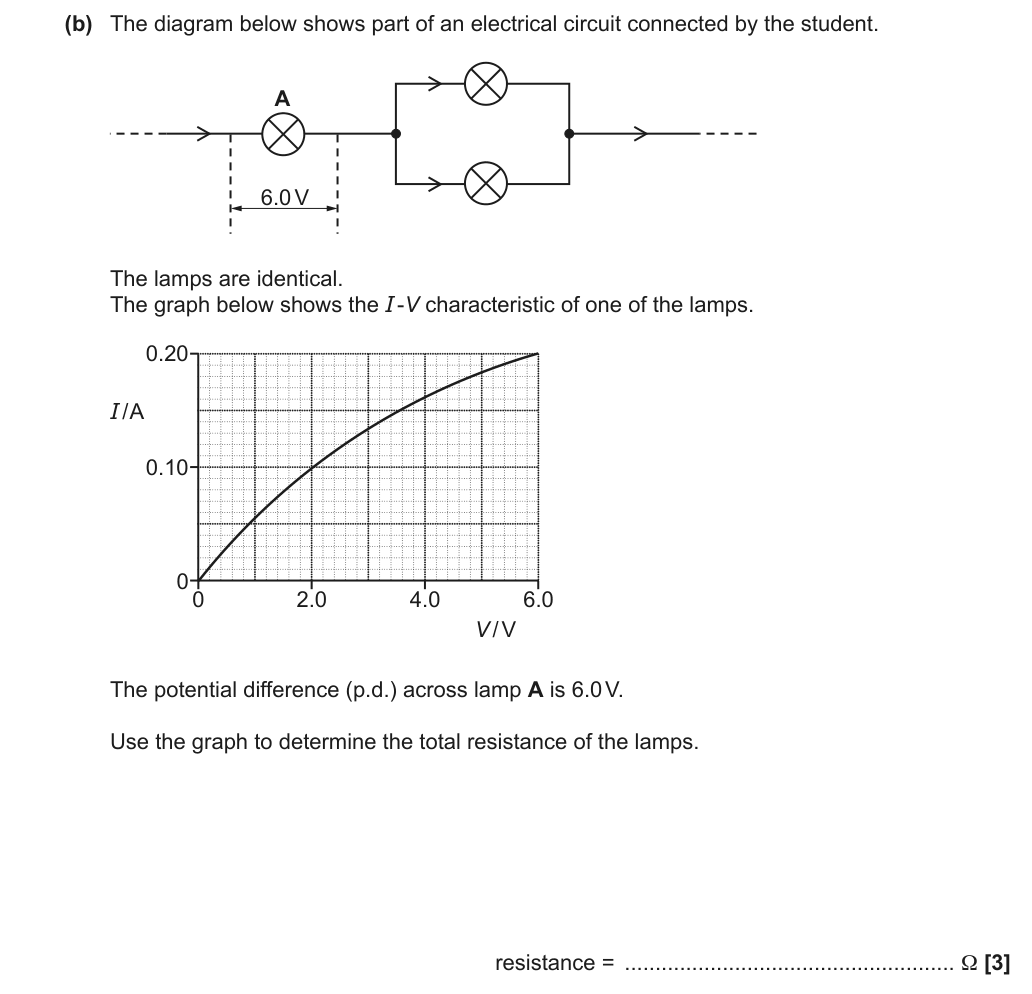 (b) The diagram below shows part of an electrical circuit connected by the student.
A
6.0 V
The lamps are identical.
The graph below shows the I-V characteristic of one of the lamps.
0.20
I/A
0.10
0
0 2.0 4.0 6.0
V/V
The potential difference (p.d.) across lamp A is 6.0 V.
Use the graph to determine the total resistance of the lamps.
resistance = ...................................................... Ω [3]